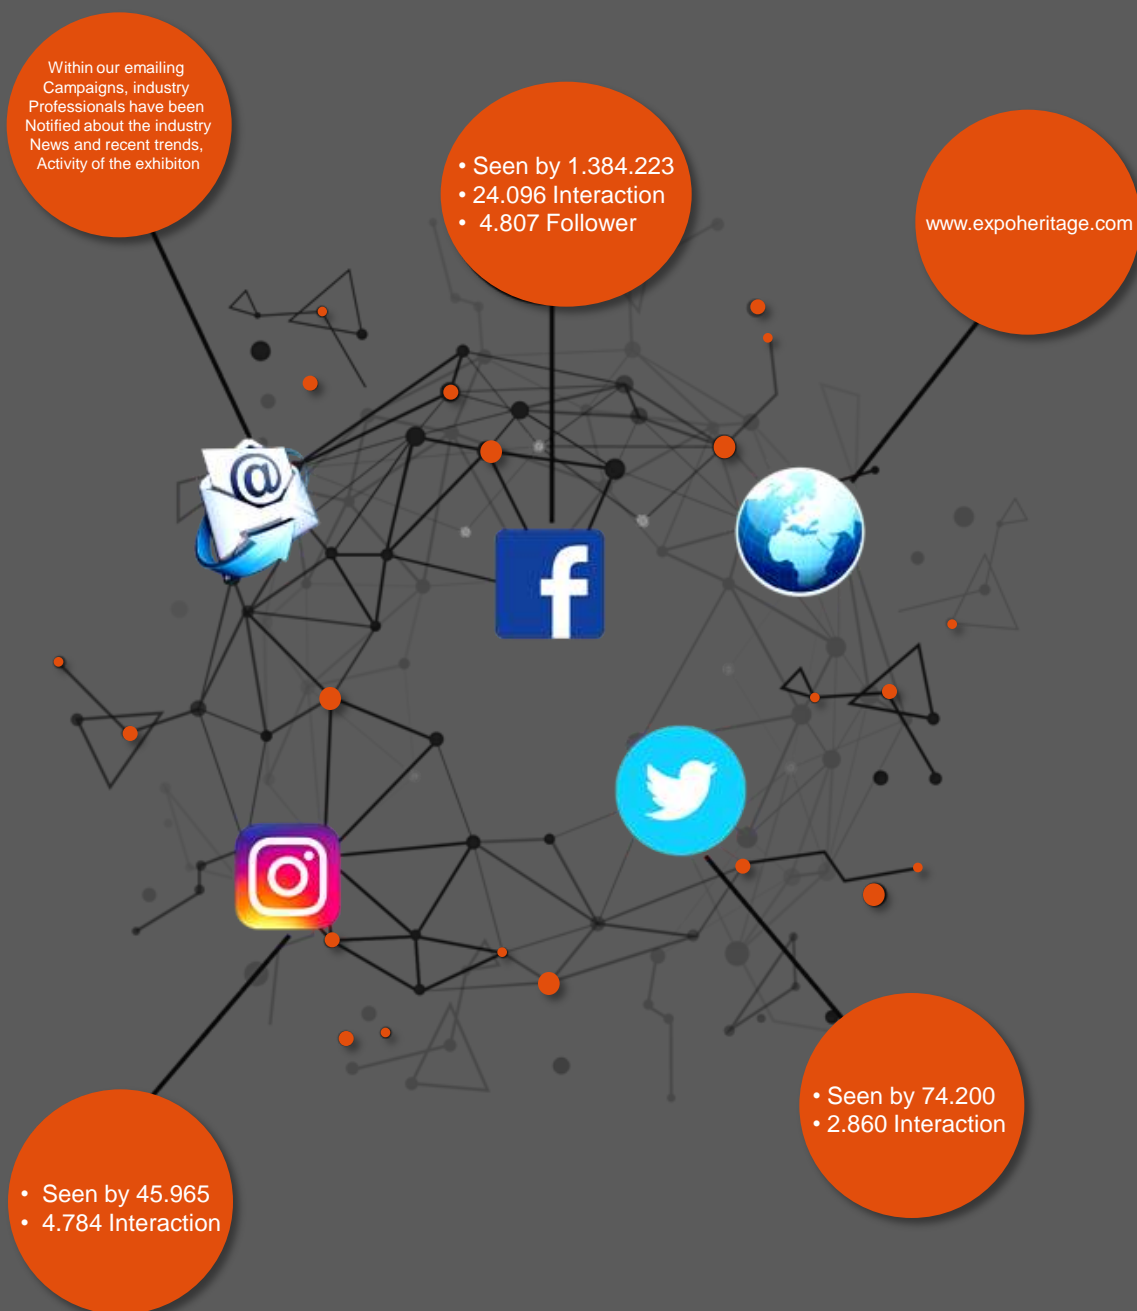 Within our emailing
Campaigns, industry
Professionals have been
Notified about the industry
News and recent trends,
Activity of the exhibiton
• Seen by 1.384.223
• 24.096 Interaction
• 4.807 Follower
www.expoheritage.com
@
f
• Seen by 74.200
• 2.860 Interaction
• Seen by 45.965
• 4.784 Interaction